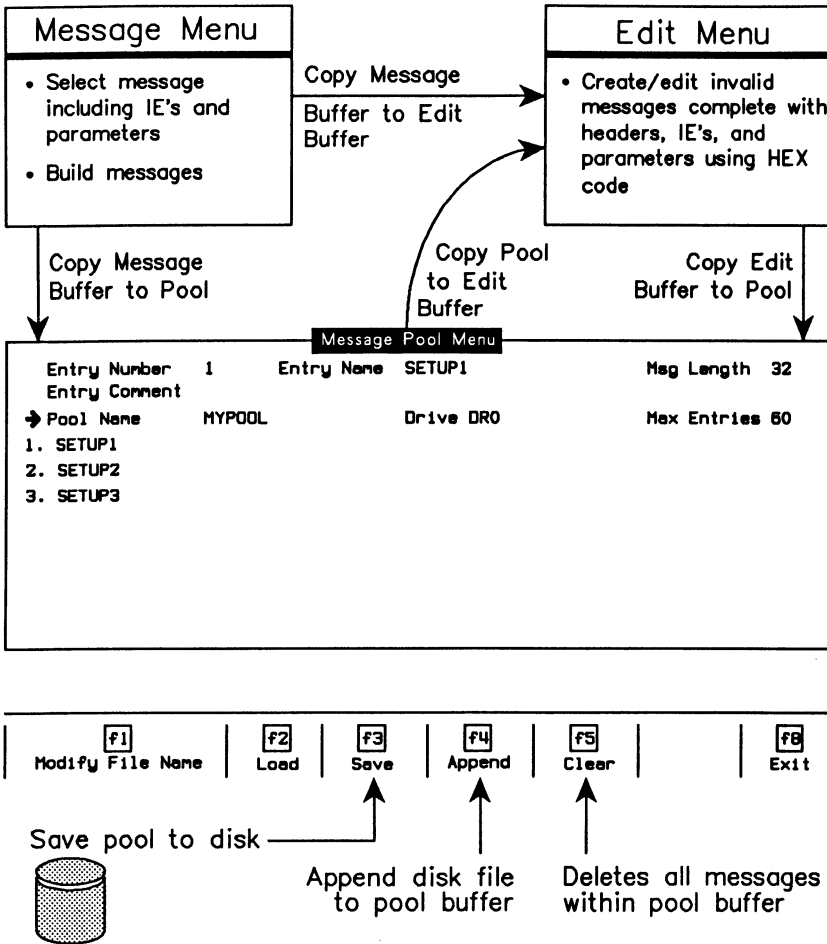 Message Menu
• Select message
including IE's and
parameters
• Build messages
Copy Message
Buffer to Edit
Buffer
Edit Menu
• Create/edit invalid
messages complete with
headers, IE's, and
parameters using HEX
code
Copy Message
Buffer to Pool
Copy Pool
to Edit
Buffer
Copy Edit
Buffer to Pool
Message Pool Menu
Entry Number 1 Entry Name SETUP1 Msg Length 32
Entry Comment
Pool Name MYPOOL Drive DR0 Max Entries 60
1. SETUP1
2. SETUP2
3. SETUP3
f1 f2 f3 f4 f5 f8
Modify File Name Load Save Append Clear Exit
Save pool to disk
Append disk file
to pool buffer
Deletes all messages
within pool buffer